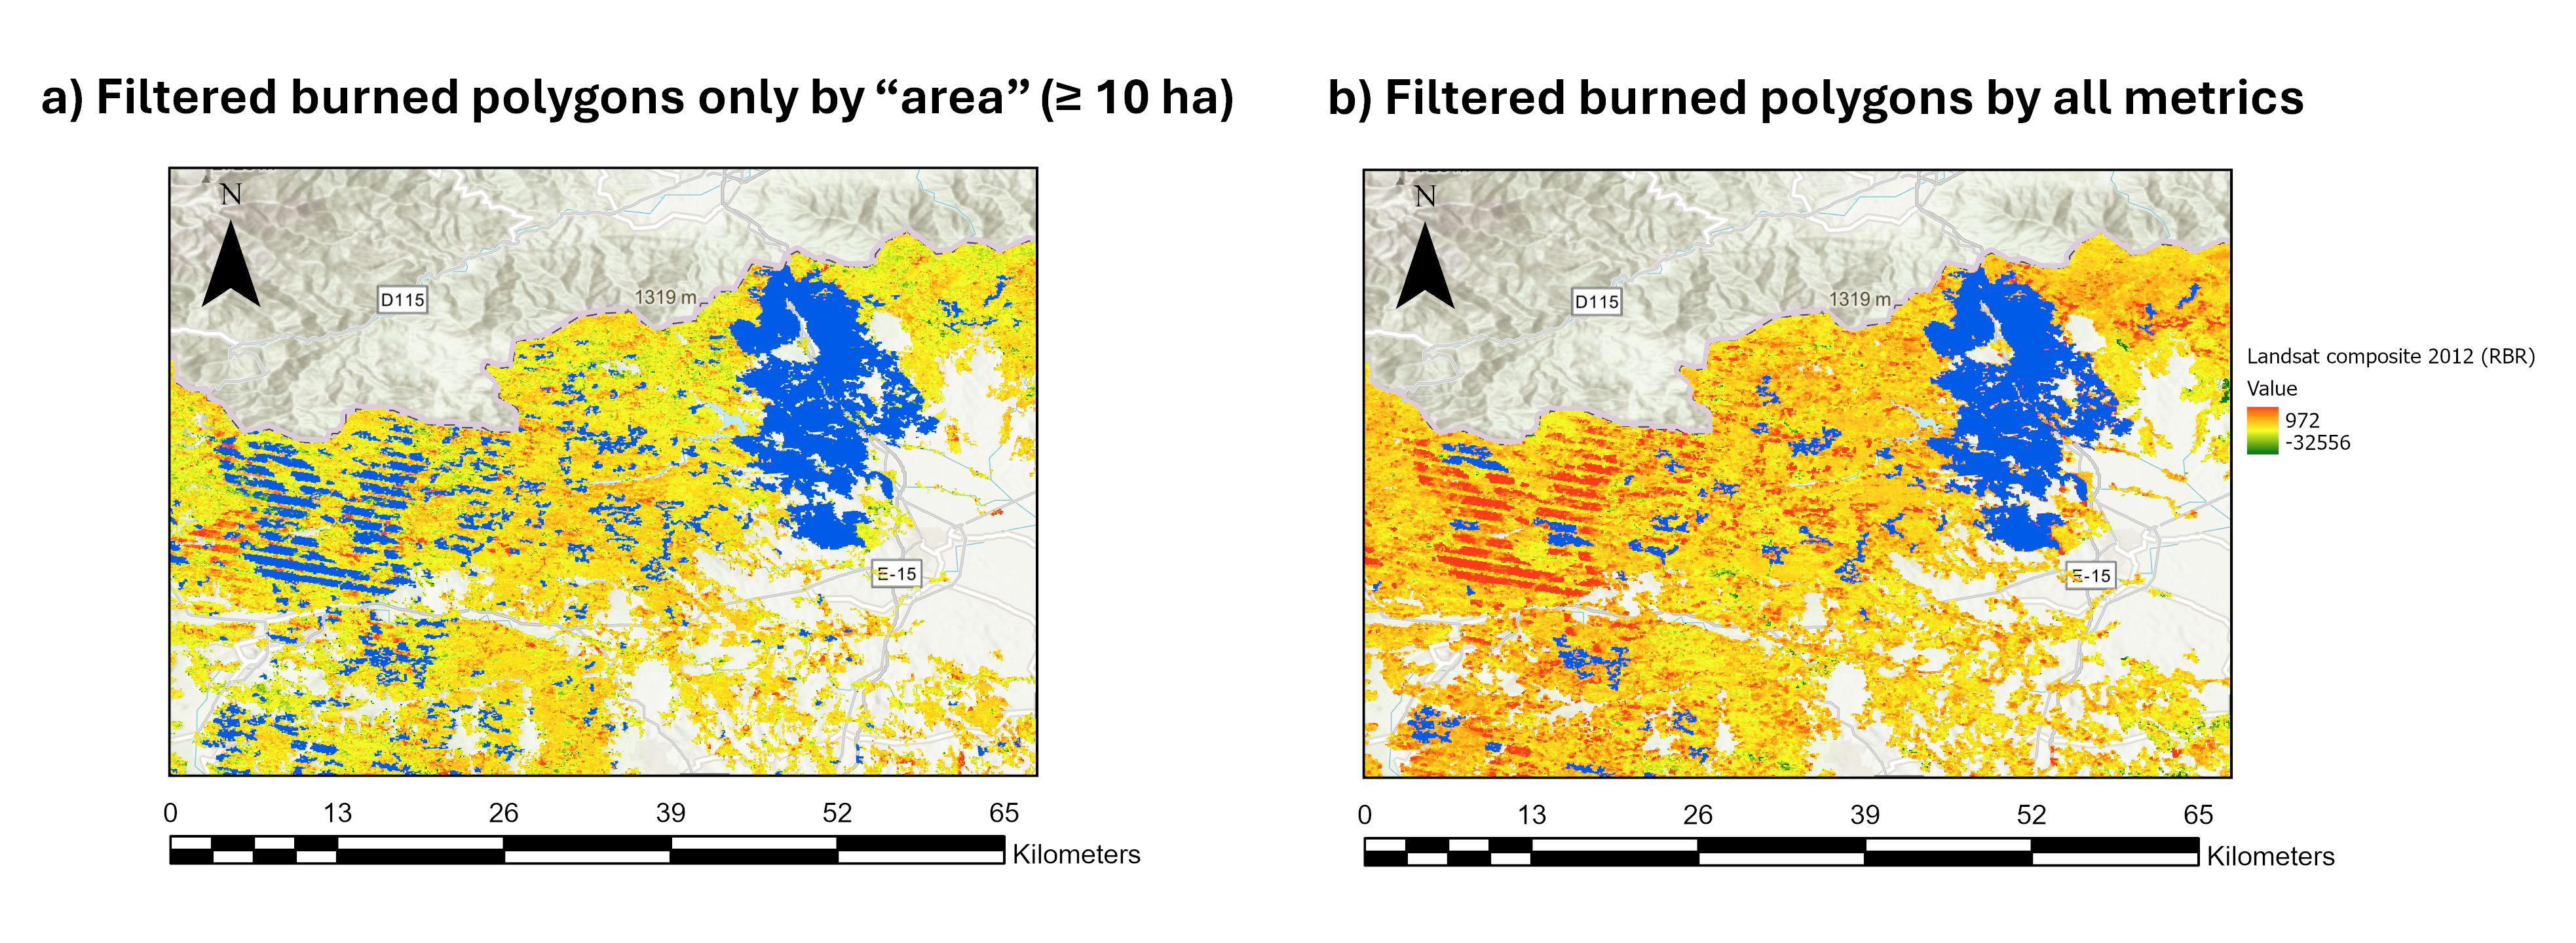 a) Filtered burned polygons only by “area” (≥ 10 ha)
b) Filtered burned polygons by all metrics
N
D115
1319 m
E-15
0 13 26 39 52 65
Kilometers
N
D115
1319 m
E-15
0 13 26 39 52 65
Kilometers
Landsat composite 2012 (RBR)
Value
972
-32556